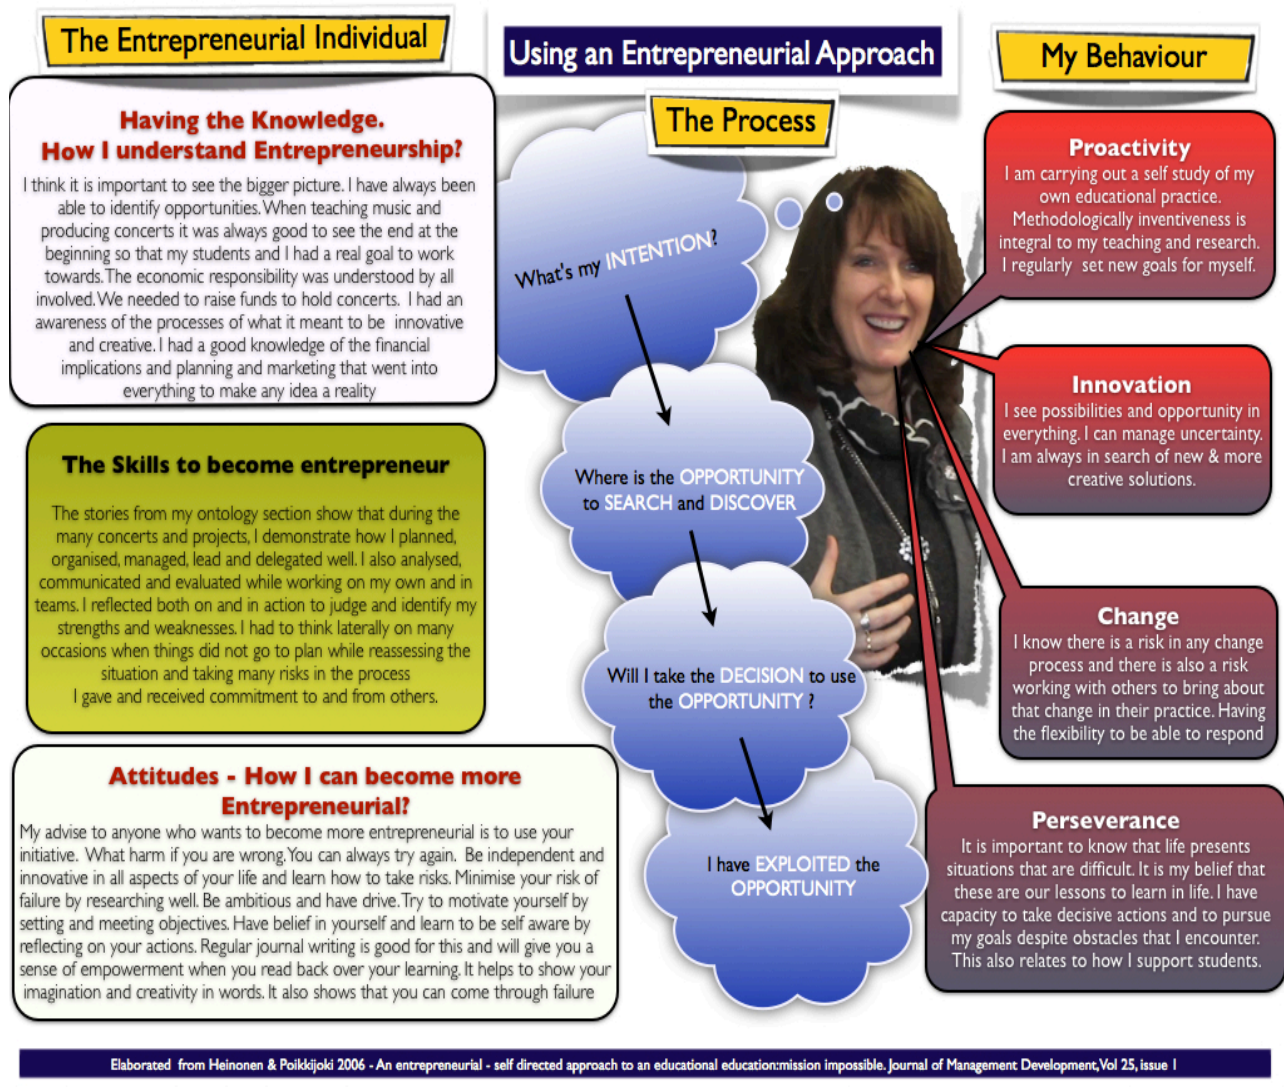 The Entrepreneurial Individual
Using an Entrepreneurial Approach
My Behaviour
Having the Knowledge.
How I understand Entrepreneurship?
I think it is important to see the bigger picture. I have always been
able to identify opportunities. When teaching music and
producing concerts it was always good to see the end at the
beginning so that my students and I had a real goal to work
towards. The economic responsibility was understood by all
involved. We needed to raise funds to hold concerts. I had an
awareness of the processes of what it meant to be innovative
and creative. I had a good knowledge of the financial
implications and planning and marketing that went into
everything to make any idea a reality
The Skills to become entrepreneur
The stories from my ontology section show that during the
many concerts and projects, I demonstrate how I planned,
organised, managed, lead and delegated well. I also analysed,
communicated and evaluated while working on my own and in
teams. I reflected both on and in action to judge and identify my
strengths and weaknesses. I had to think laterally on many
occasions when things did not go to plan while reassessing the
situation and taking many risks in the process
I gave and received commitment to and from others.
Attitudes - How I can become more
Entrepreneurial?
My advise to anyone who wants to become more entrepreneurial is to use your
initiative. What harm if you are wrong. You can always try again. Be independent and
innovative in all aspects of your life and learn how to take risks. Minimise your risk of
failure by researching well. Be ambitious and have drive. Try to motivate yourself by
setting and meeting objectives. Have belief in yourself and learn to be self aware by
reflecting on your actions. Regular journal writing is good for this and will give you a
sense of empowerment when you read back over your learning. It helps to show your
imagination and creativity in words. It also shows that you can come through failure
The Process
What's my INTENTION?
Where is the OPPORTUNITY
to SEARCH and DISCOVER
Will I take the DECISION to use
the OPPORTUNITY ?
I have EXPLOITED the
OPPORTUNITY
Proactivity
I am carrying out a self study of my
own educational practice.
Methodologically inventiveness is
integral to my teaching and research.
I regularly set new goals for myself.
Innovation
I see possibilities and opportunity in
everything. I can manage uncertainty.
I am always in search of new & more
creative solutions.
Change
I know there is a risk in any change
process and there is also a risk
working with others to bring about
that change in their practice. Having
the flexibility to be able to respond
Perseverance
It is important to know that life presents
situations that are difficult. It is my belief that
these are our lessons to learn in life. I have
capacity to take decisive actions and to pursue
my goals despite obstacles that I encounter.
This also relates to how I support students.
Elaborated from Heinonen & Poikkijoki 2006 - An entrepreneurial - self directed approach to an educational education:mission impossible. Journal of Management Development, Vol 25, issue 1